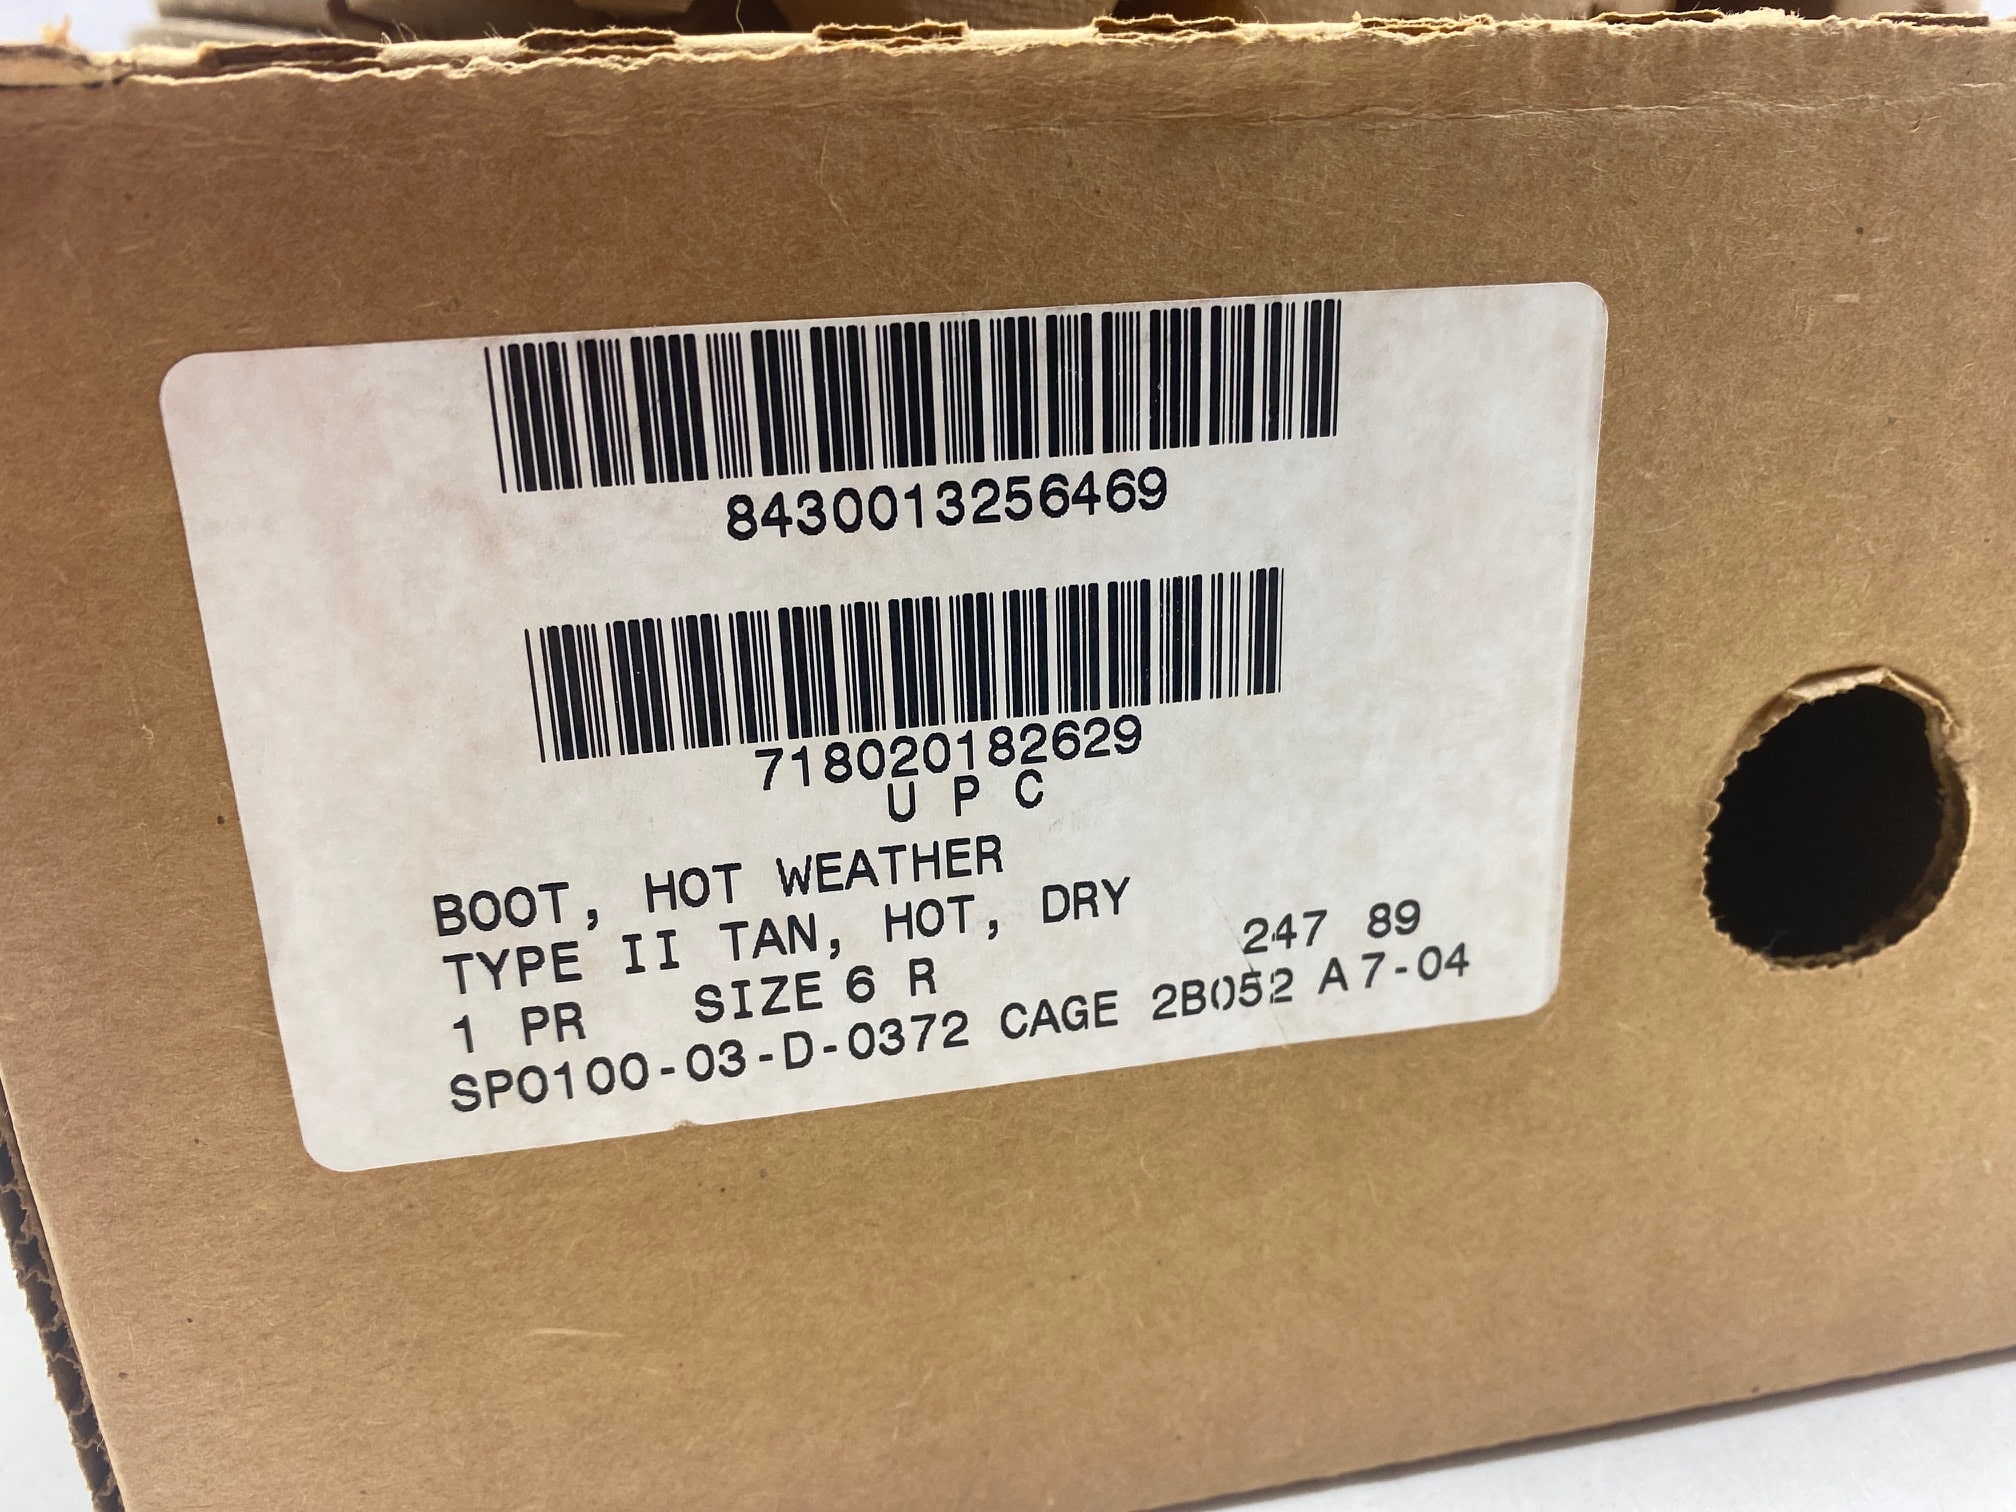 8430013256469
718020182629
U P C
BOOT, HOT WEATHER
TYPE II TAN, HOT, DRY
1 PR SIZE 6 R 247 89
SP0100-03-D-0372 CAGE 2B052 A 7-04